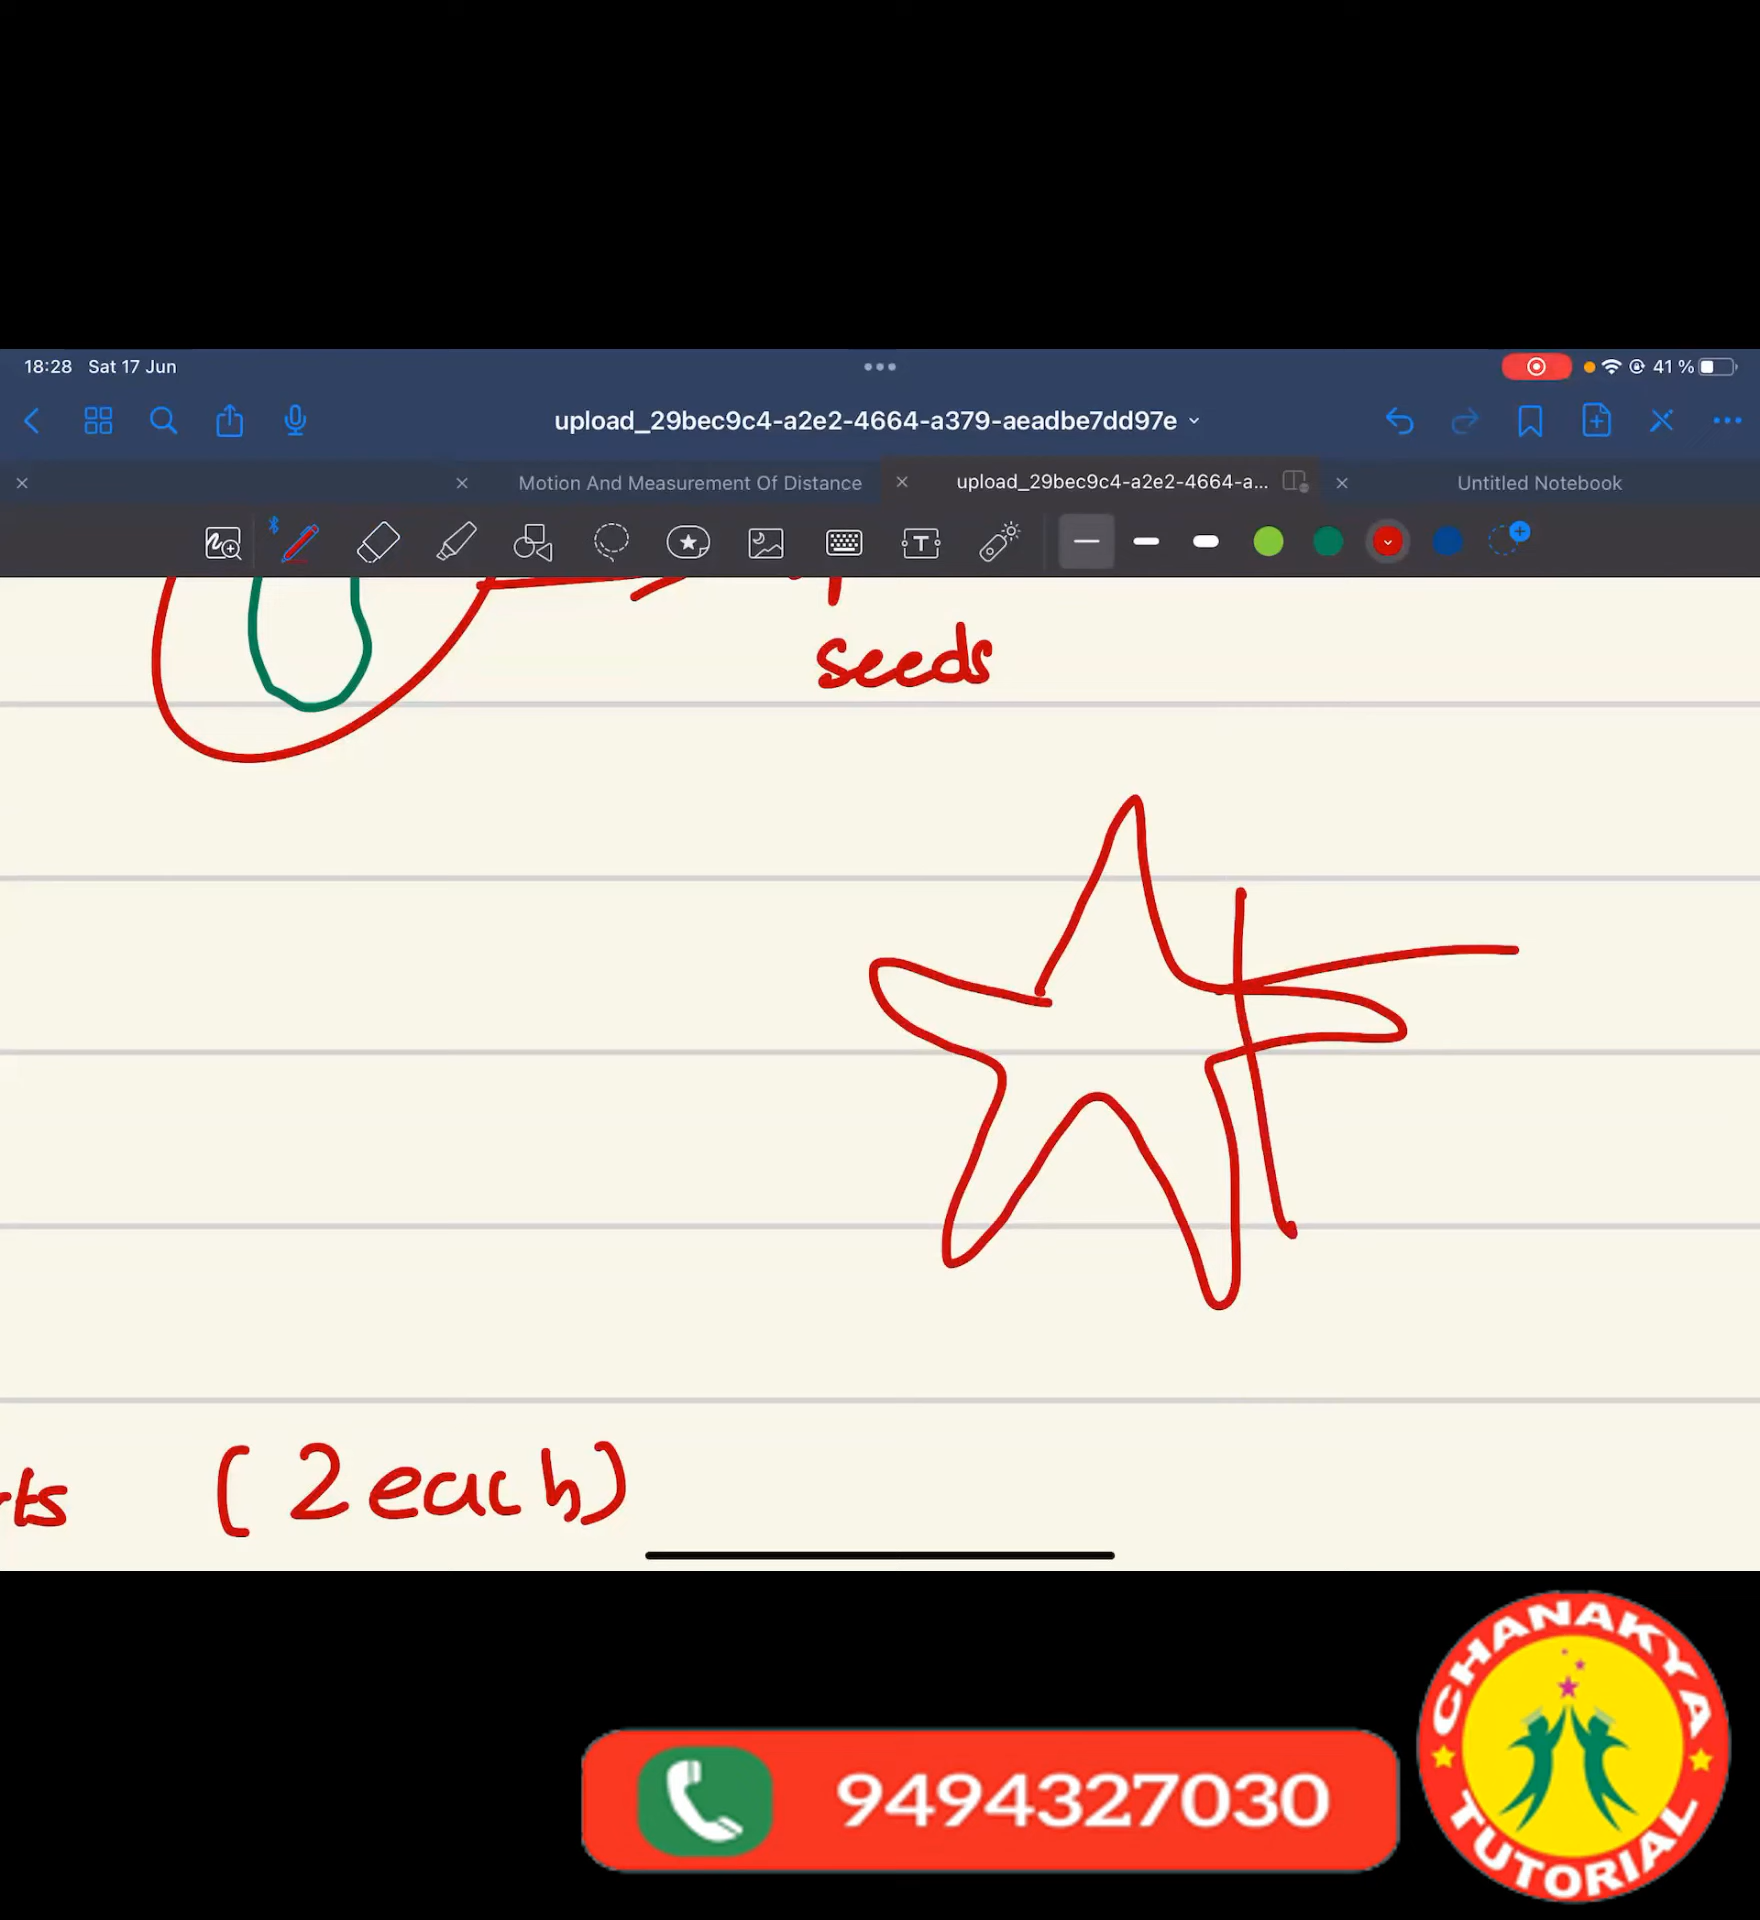 18:28 Sat 17 Jun
41 %
upload_29bec9c4-a2e2-4664-a379-aeadbe7dd97e
Motion And Measurement Of Distance
upload_29bec9c4-a2e2-4664-a...
Untitled Notebook
seeds
(2 each)
9494327030
CHANAKYA
TUTORIAL